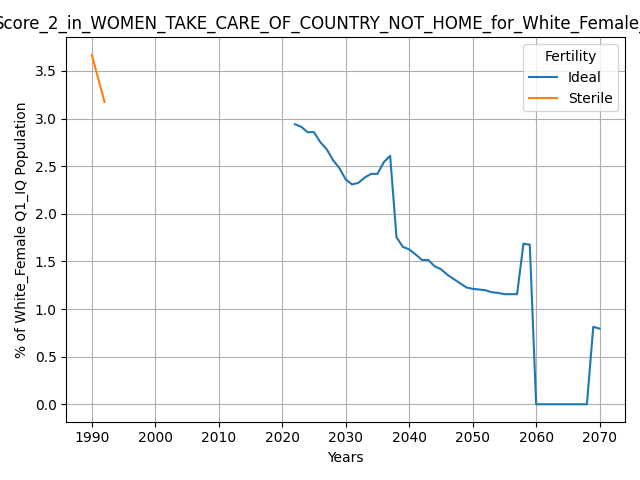 Score_2_in_WOMEN_TAKE_CARE_OF_COUNTRY_NOT_HOME_for_White_Female_
Fertility
Ideal
Sterile
% of White_Female Q1_IQ Population
3.5
3.0
2.5
2.0
1.5
1.0
0.5
0.0
1990 2000 2010 2020 2030 2040 2050 2060 2070
Years